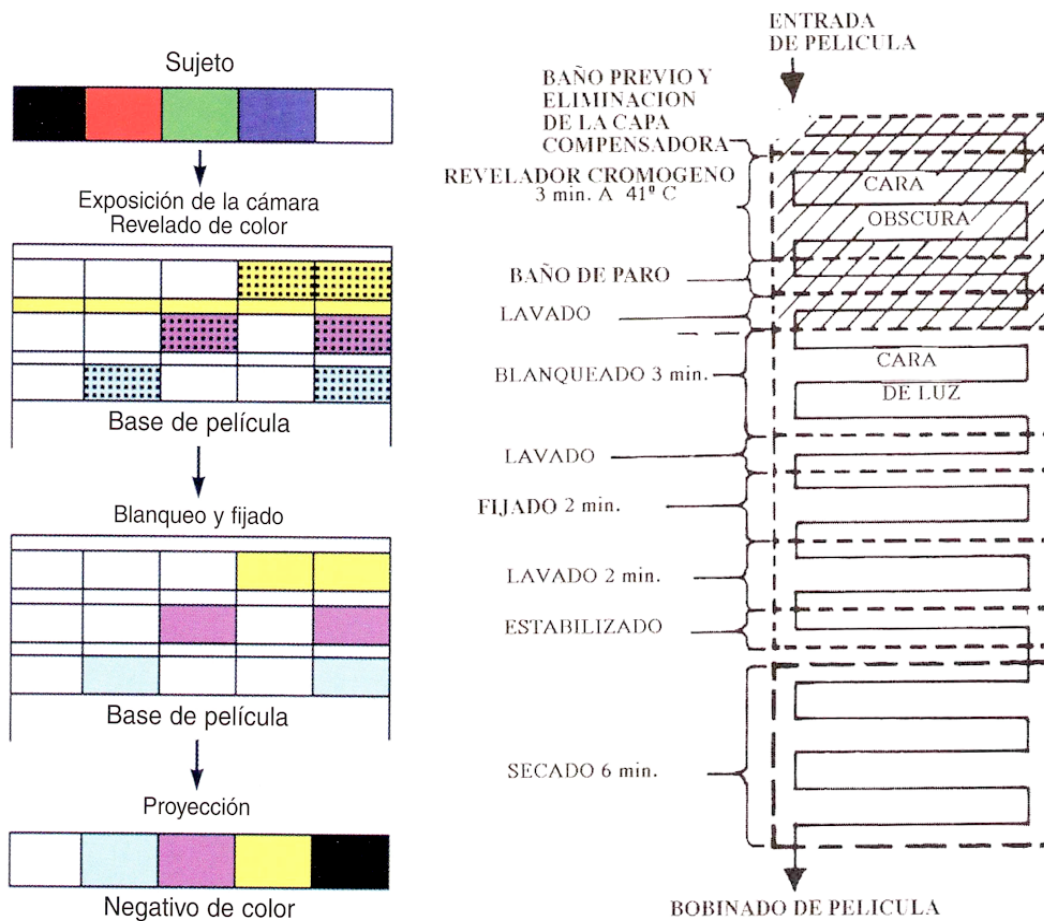 Sujeto
Exposición de la cámara
Revelado de color
Base de película
Blanqueo y fijado
Base de película
Proyección
Negativo de color
ENTRADA
DE PELICULA
BAÑO PREVIO Y
ELIMINACION
DE LA CAPA
COMPENSADORA
REVELADOR CROMOGENO
3 min. A 41º C
CARA
OBSCURA
BAÑO DE PARO
LAVADO
BLANQUEADO 3 min.
CARA
DE LUZ
LAVADO
FIJADO 2 min.
LAVADO 2 min.
ESTABILIZADO
SECADO 6 min.
BOBINADO DE PELICULA